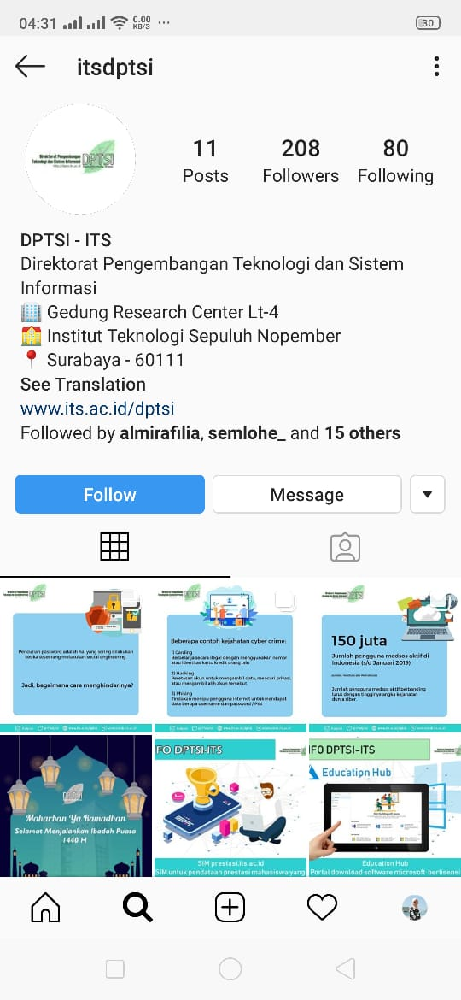 04:31
0.00
KB/S
30
itsdptsi
Direktorat Pengembangan
Teknologi dan Sistem Informasi
DPTSI
11
208
80
Posts
Followers
Following
DPTSI - ITS
Direktorat Pengembangan Teknologi dan Sistem
Informasi
Gedung Research Center Lt-4
Institut Teknologi Sepuluh Nopember
Surabaya - 60111
See Translation
www.its.ac.id/dptsi
Followed by almirafilia, semlohe_ and 15 others
Follow
Message
DPTSI
Pencurian password adalah hal yang sering dilakukan
ketika seseorang melakukan social engineering.
Jadi, bagaimana cara menghindarinya?
DPTSI
Beberapa contoh kejahatan cyber crime:
1) Carding
Berbelanja secara ilegal dengan menggunakan nomor
atau identitas kartu kredit orang lain
2) Hacking
Peretasan akun untuk mengambil data, mencuri privasi,
atau mengambil alih akun tersebut.
3) Phising
Tindakan menipu pengguna internet untuk mendapat
data berupa username dan password / PIN.
DPTSI
150 juta
Jumlah pengguna medsos aktif di
Indonesia (s/d Januari 2019)
Jumlah pengguna medsos aktif berbanding
lurus dengan tingginya angka kejahatan
dunia siber.
DPTSI
Maharban Ya Ramadhan
Selamat Menjalankan Ibadah Puasa
1440 H
FO DPTSI-ITS
SIM prestasi.its.ac.id
SIM untuk pendataan prestasi mahasiswa yang
IFO DPTSI-ITS
Education Hub
Education Hub
Portal download software microsoft berlisensi